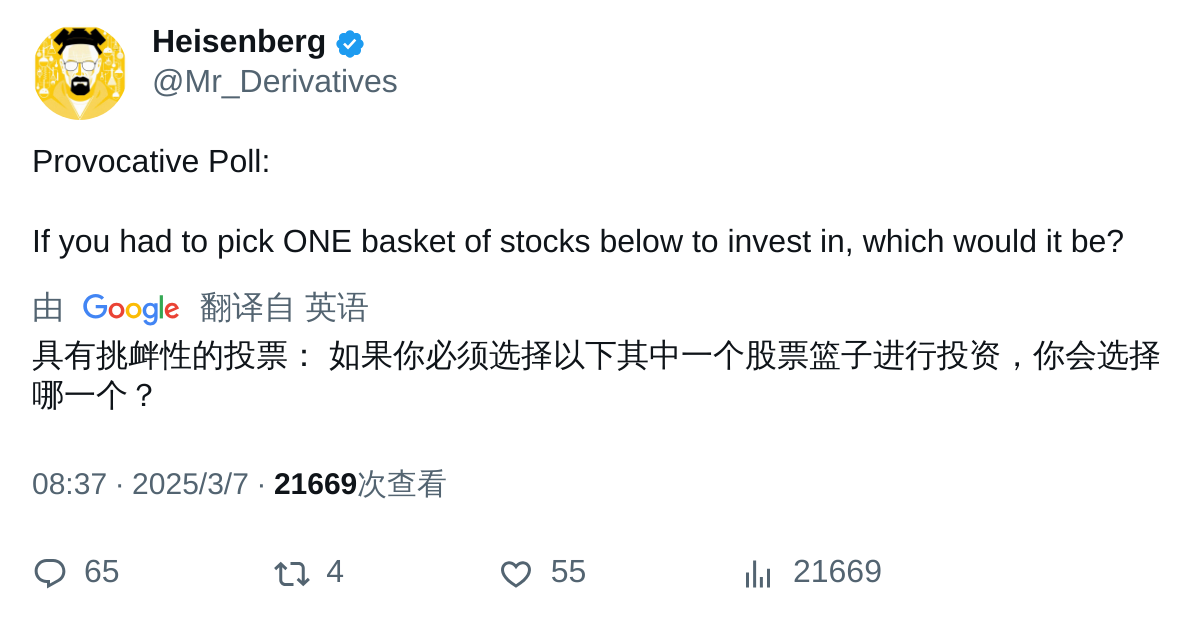 Heisenberg
@Mr_Derivatives
Provocative Poll:
If you had to pick ONE basket of stocks below to invest in, which would it be?
由 Google 翻译自 英语
具有挑衅性的投票： 如果你必须选择以下其中一个股票篮子进行投资，你会选择
哪一个？
08:37 · 2025/3/7 · 21669次查看
65 4 55 21669